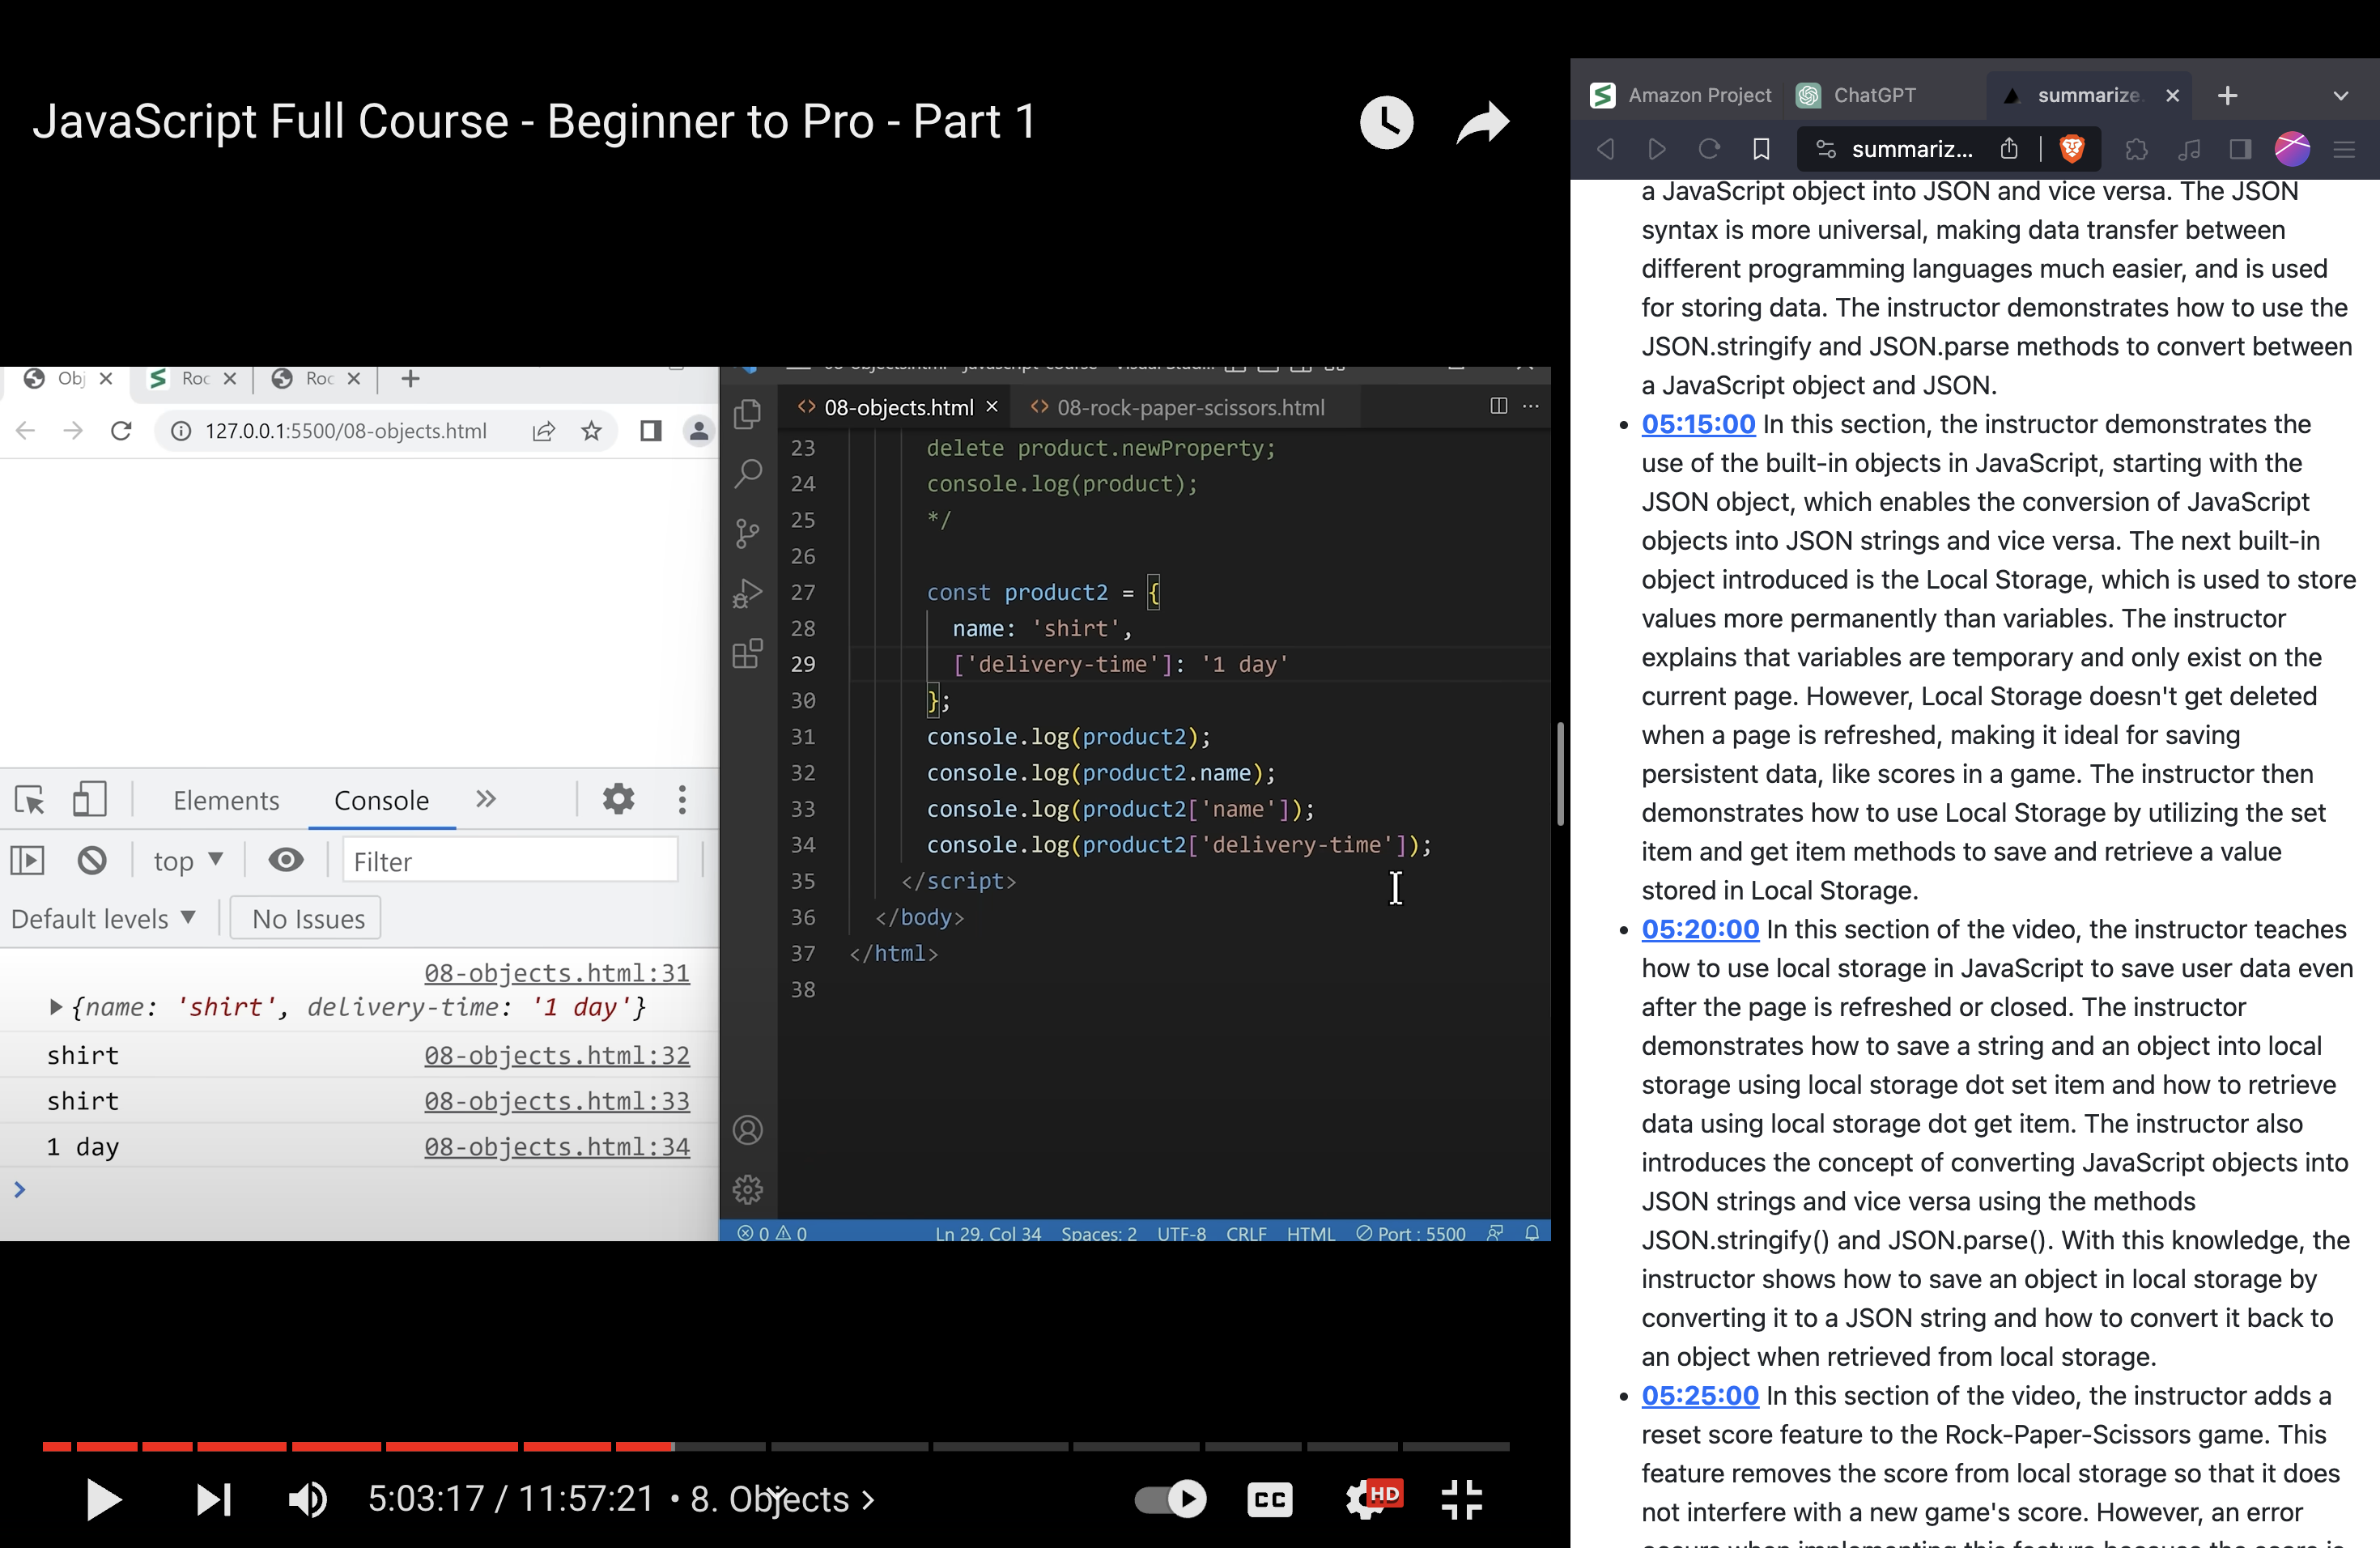 JavaScript Full Course - Beginner to Pro - Part 1
Obj
Roc
Roc
127.0.0.1:5500/08-objects.html
Elements
Console
top
Filter
Default levels
No Issues
08-objects.html:31
{name: 'shirt', delivery-time: '1 day'}
shirt 08-objects.html:32
shirt 08-objects.html:33
1 day 08-objects.html:34
08-objects.html
08-rock-paper-scissors.html
23 delete product.newProperty;
24 console.log(product);
25 */
26
27 const product2 = {
28 name: 'shirt',
29 ['delivery-time']: '1 day'
30 };
31 console.log(product2);
32 console.log(product2.name);
33 console.log(product2['name']);
34 console.log(product2['delivery-time']);
35 </script>
36 </body>
37 </html>
38
0 0 Ln 29, Col 34 Spaces: 2 UTF-8 CRLF HTML Port : 5500
5:03:17 / 11:57:21 • 8. Objects
CC
HD
Amazon Project
ChatGPT
summarize
summariz...
a JavaScript object into JSON and vice versa. The JSON
syntax is more universal, making data transfer between
different programming languages much easier, and is used
for storing data. The instructor demonstrates how to use the
JSON.stringify and JSON.parse methods to convert between
a JavaScript object and JSON.
• 05:15:00 In this section, the instructor demonstrates the
use of the built-in objects in JavaScript, starting with the
JSON object, which enables the conversion of JavaScript
objects into JSON strings and vice versa. The next built-in
object introduced is the Local Storage, which is used to store
values more permanently than variables. The instructor
explains that variables are temporary and only exist on the
current page. However, Local Storage doesn't get deleted
when a page is refreshed, making it ideal for saving
persistent data, like scores in a game. The instructor then
demonstrates how to use Local Storage by utilizing the set
item and get item methods to save and retrieve a value
stored in Local Storage.
• 05:20:00 In this section of the video, the instructor teaches
how to use local storage in JavaScript to save user data even
after the page is refreshed or closed. The instructor
demonstrates how to save a string and an object into local
storage using local storage dot set item and how to retrieve
data using local storage dot get item. The instructor also
introduces the concept of converting JavaScript objects into
JSON strings and vice versa using the methods
JSON.stringify() and JSON.parse(). With this knowledge, the
instructor shows how to save an object in local storage by
converting it to a JSON string and how to convert it back to
an object when retrieved from local storage.
• 05:25:00 In this section of the video, the instructor adds a
reset score feature to the Rock-Paper-Scissors game. This
feature removes the score from local storage so that it does
not interfere with a new game's score. However, an error